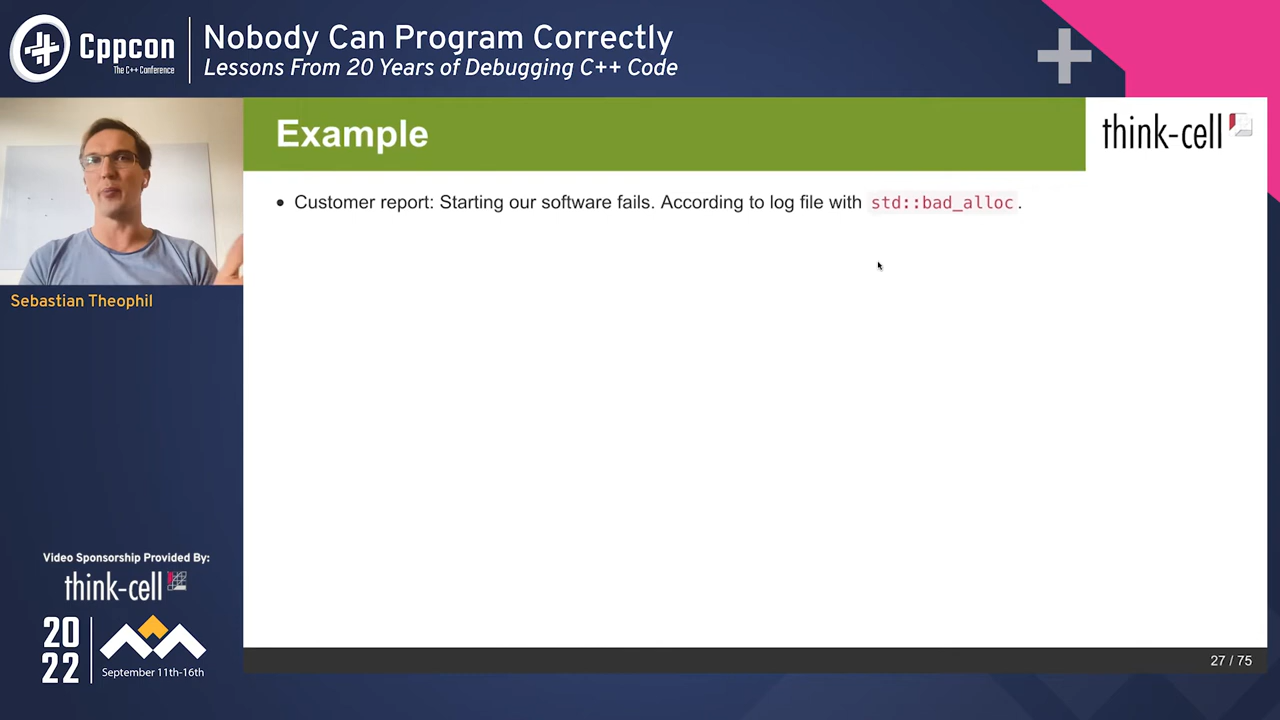 Cppcon
The C++ Conference
Nobody Can Program Correctly
Lessons From 20 Years of Debugging C++ Code
Example
think-cell
• Customer report: Starting our software fails. According to log file with std::bad_alloc.
Sebastian Theophil
Video Sponsorship Provided By:
think-cell
20
22
September 11th-16th
27 / 75